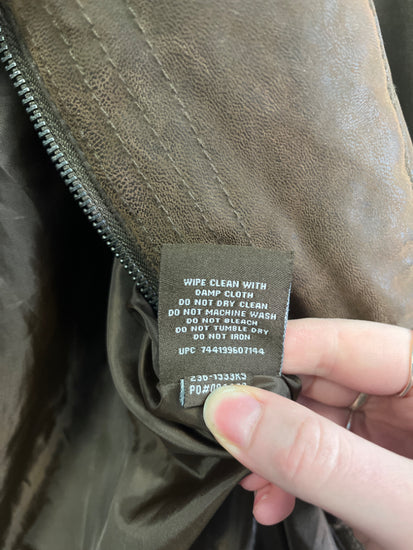 WIPE CLEAN WITH
DAMP CLOTH
DO NOT DRY CLEAN
DO NOT MACHINE WASH
DO NOT BLEACH
DO NOT TUMBLE DRY
DO NOT IRON
UPC 744199607144